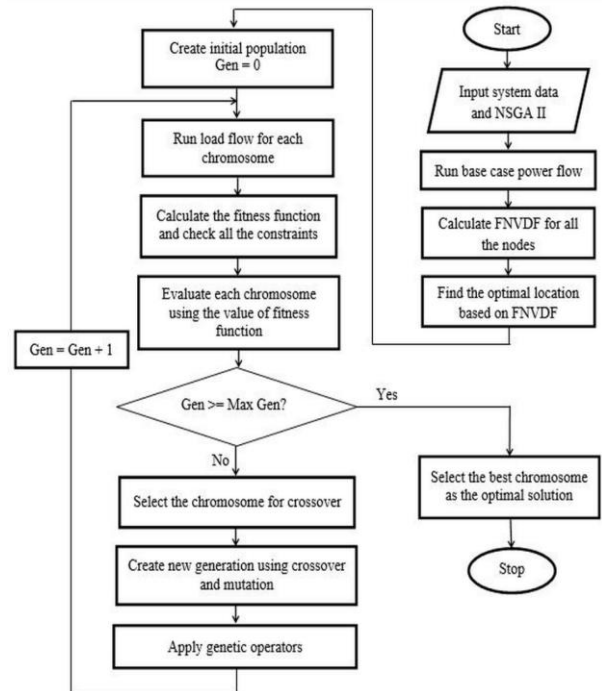 Start
Input system data
and NSGA II
Run base case power flow
Calculate FNVDF for all
the nodes
Find the optimal location
based on FNVDF
Create initial population
Gen = 0
Run load flow for each
chromosome
Calculate the fitness function
and check all the constraints
Evaluate each chromosome
using the value of fitness
function
Gen >= Max Gen?
Yes
No
Select the chromosome for crossover
Create new generation using crossover
and mutation
Apply genetic operators
Gen = Gen + 1
Select the best chromosome
as the optimal solution
Stop